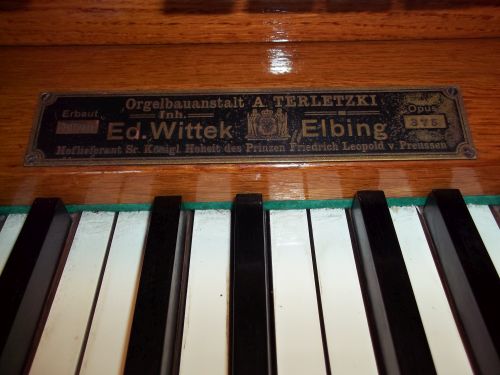 Orgelbauanstalt A. TERLETZKI
Inh.
Erbaut
Opus
Ed. Wittek Elbing
375
Hoflieferant Sr. Königl. Hoheit des Prinzen Friedrich Leopold v. Preussen